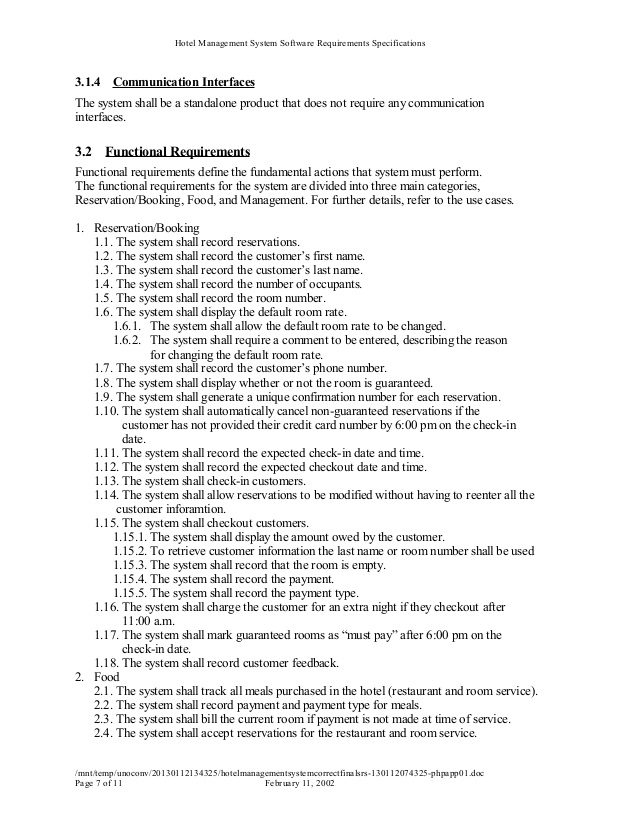 Hotel Management System Software Requirements Specifications
3.1.4 Communication Interfaces
The system shall be a standalone product that does not require any communication
interfaces.
3.2 Functional Requirements
Functional requirements define the fundamental actions that system must perform.
The functional requirements for the system are divided into three main categories,
Reservation/Booking, Food, and Management. For further details, refer to the use cases.
1. Reservation/Booking
1.1. The system shall record reservations.
1.2. The system shall record the customer's first name.
1.3. The system shall record the customer's last name.
1.4. The system shall record the number of occupants.
1.5. The system shall record the room number.
1.6. The system shall display the default room rate.
1.6.1. The system shall allow the default room rate to be changed.
1.6.2. The system shall require a comment to be entered, describing the reason
for changing the default room rate.
1.7. The system shall record the customer's phone number.
1.8. The system shall display whether or not the room is guaranteed.
1.9. The system shall generate a unique confirmation number for each reservation.
1.10. The system shall automatically cancel non-guaranteed reservations if the
customer has not provided their credit card number by 6:00 pm on the check-in
date.
1.11. The system shall record the expected check-in date and time.
1.12. The system shall record the expected checkout date and time.
1.13. The system shall check-in customers.
1.14. The system shall allow reservations to be modified without having to reenter all the
customer inforamtion.
1.15. The system shall checkout customers.
1.15.1. The system shall display the amount owed by the customer.
1.15.2. To retrieve customer information the last name or room number shall be used
1.15.3. The system shall record that the room is empty.
1.15.4. The system shall record the payment.
1.15.5. The system shall record the payment type.
1.16. The system shall charge the customer for an extra night if they checkout after
11:00 a.m.
1.17. The system shall mark guaranteed rooms as “must pay” after 6:00 pm on the
check-in date.
1.18. The system shall record customer feedback.
2. Food
2.1. The system shall track all meals purchased in the hotel (restaurant and room service).
2.2. The system shall record payment and payment type for meals.
2.3. The system shall bill the current room if payment is not made at time of service.
2.4. The system shall accept reservations for the restaurant and room service.
/mnt/temp/unoconv/20130112134325/hotelmanagementsystemcorrectfinalsrs-130112074325-phpapp01.doc
Page 7 of 11 February 11, 2002